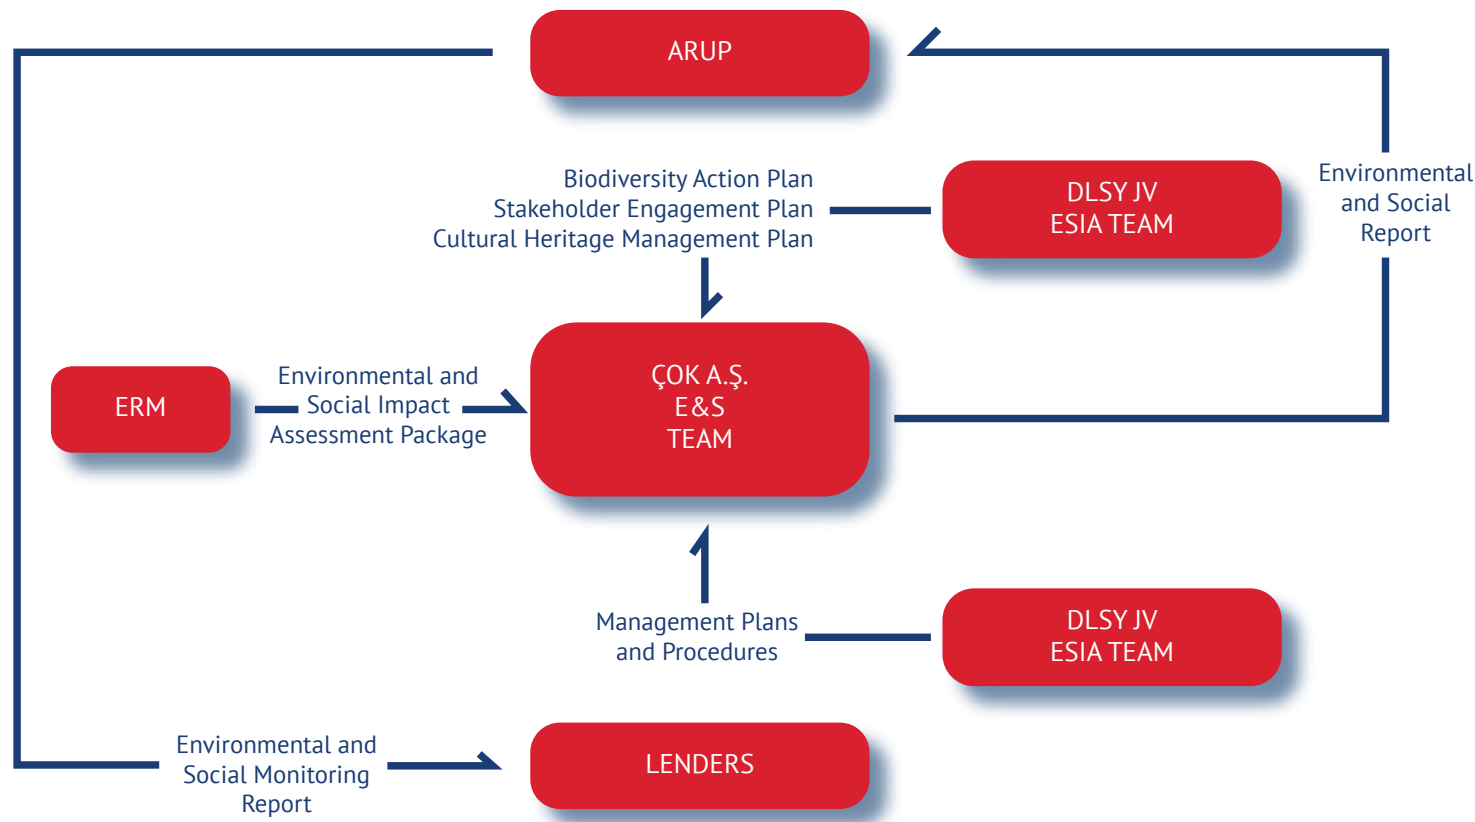 ARUP
Biodiversity Action Plan
Stakeholder Engagement Plan
Cultural Heritage Management Plan
DLSY JV
ESIA TEAM
Environmental
and Social
Report
ERM
Environmental and
Social Impact
Assessment Package
ÇOK A.Ş.
E&S
TEAM
Management Plans
and Procedures
DLSY JV
ESIA TEAM
Environmental and
Social Monitoring
Report
LENDERS